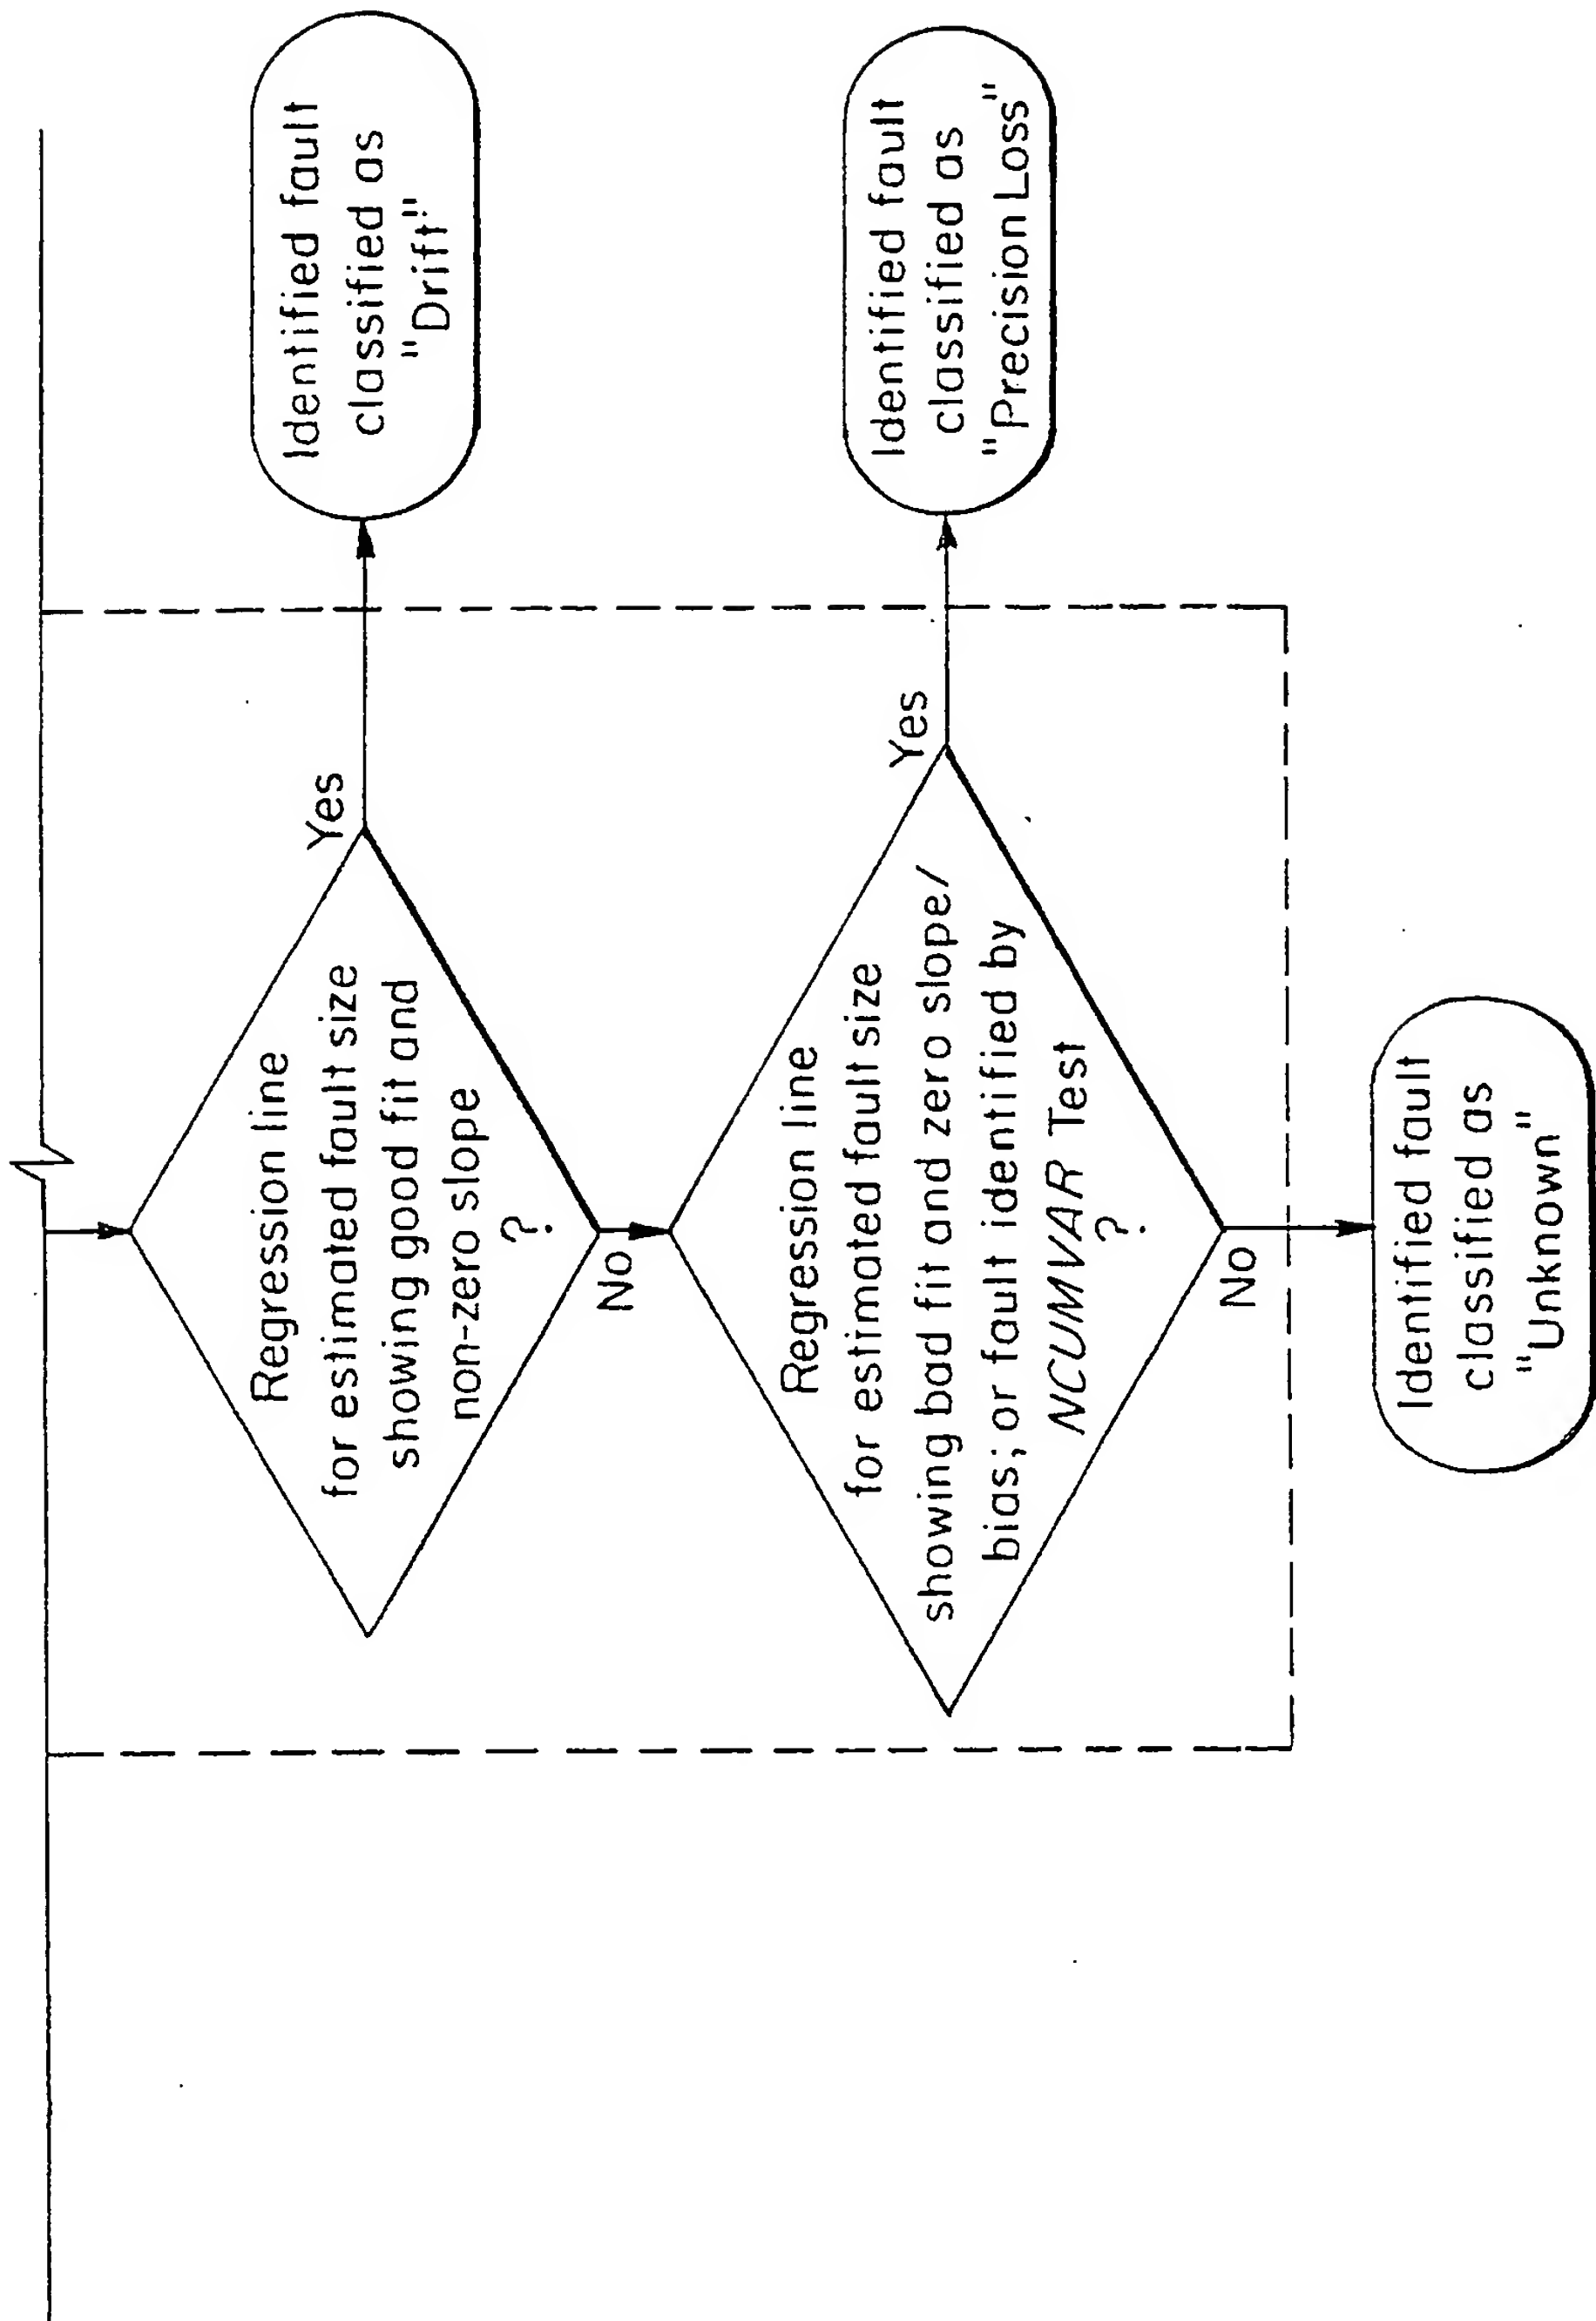 Regression line
for estimated fault size
showing good fit and
non-zero slope
?
Yes
Identified fault
classified as
"Drift"
No
Regression line
for estimated fault size
showing bad fit and zero slope/
bias; or fault identified by
NCUMVAR Test
?
Yes
Identified fault
classified as
"Precision Loss"
No
Identified fault
classified as
"Unknown"